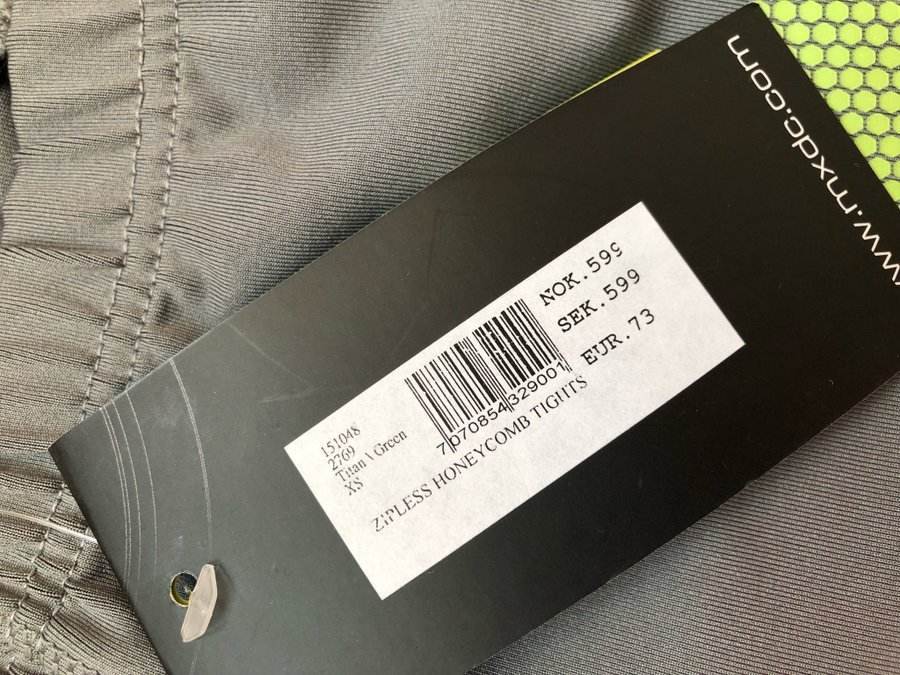 www.mxdc.com
NOK.599
SEK.599
EUR.73
7070854329001
151048
2769
Titan \ Green
XS
ZIPLESS HONEYCOMB TIGHTS